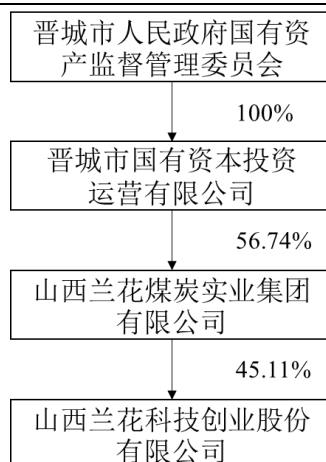 晋城市人民政府国有资
产监督管理委员会
100%
晋城市国有资本投资
运营有限公司
56.74%
山西兰花煤炭实业集团
有限公司
45.11%
山西兰花科技创业股份
有限公司